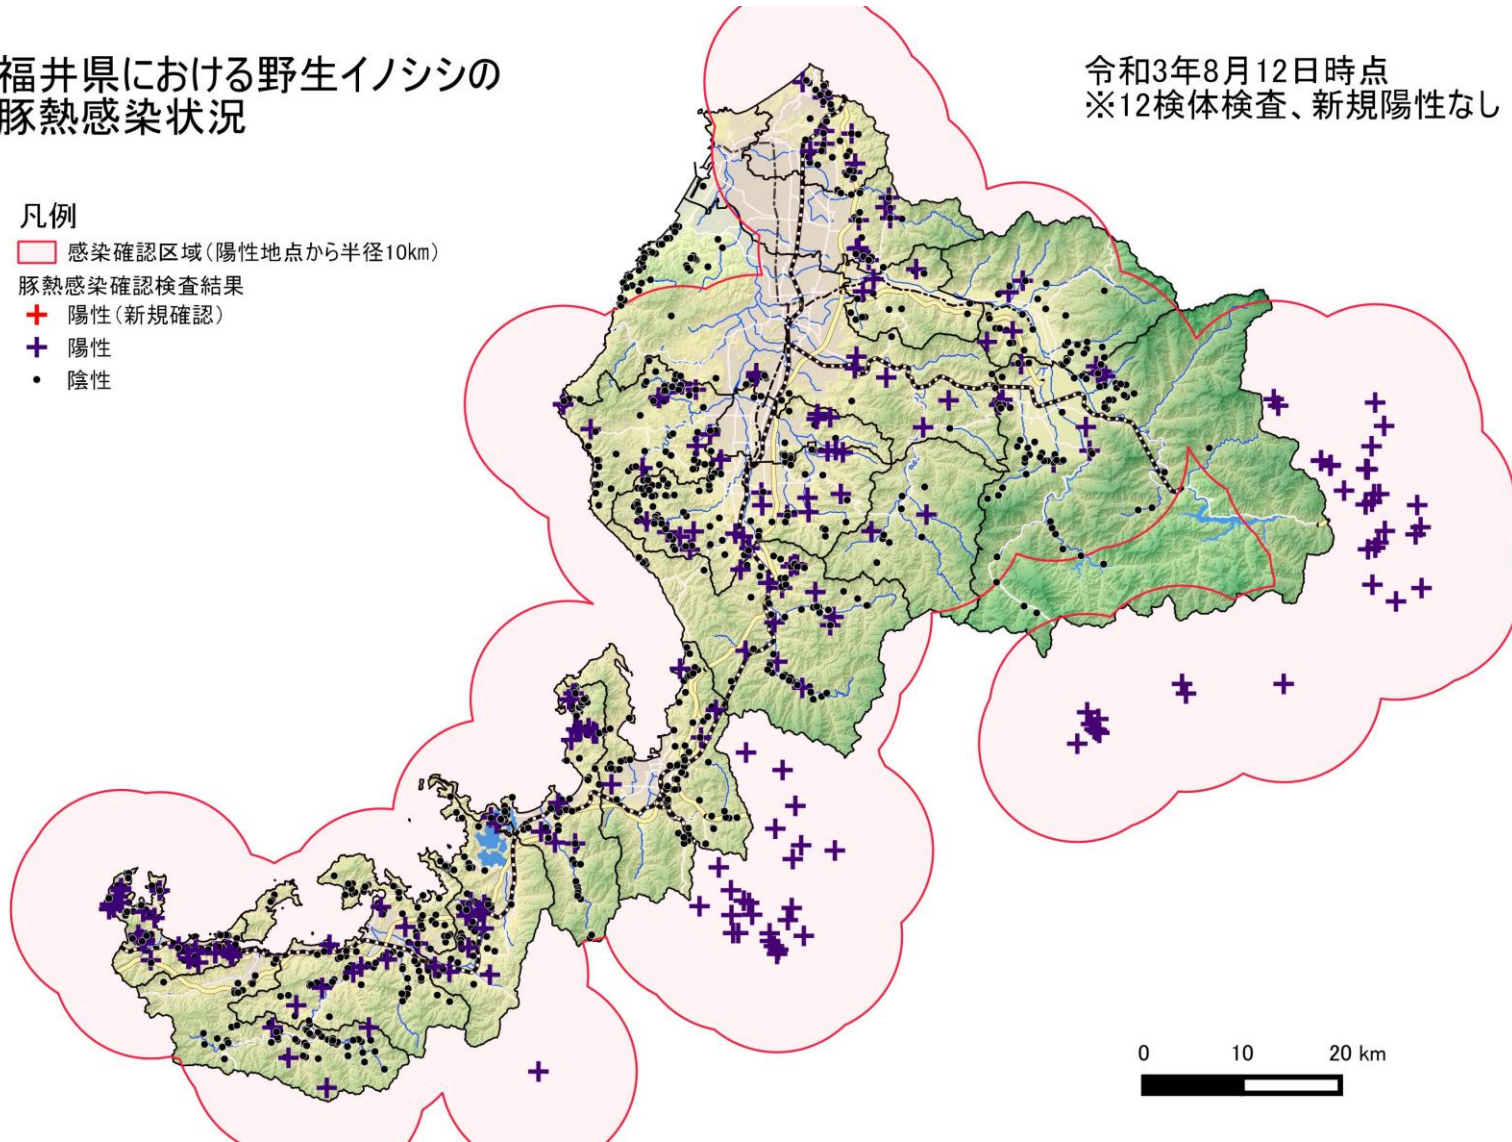 福井県における野生イノシシの
豚熱感染状況
令和3年8月12日時点
※12検体検査、新規陽性なし
凡例
感染確認区域(陽性地点から半径10km)
豚熱感染確認検査結果
陽性(新規確認)
陽性
陰性
0 10 20 km